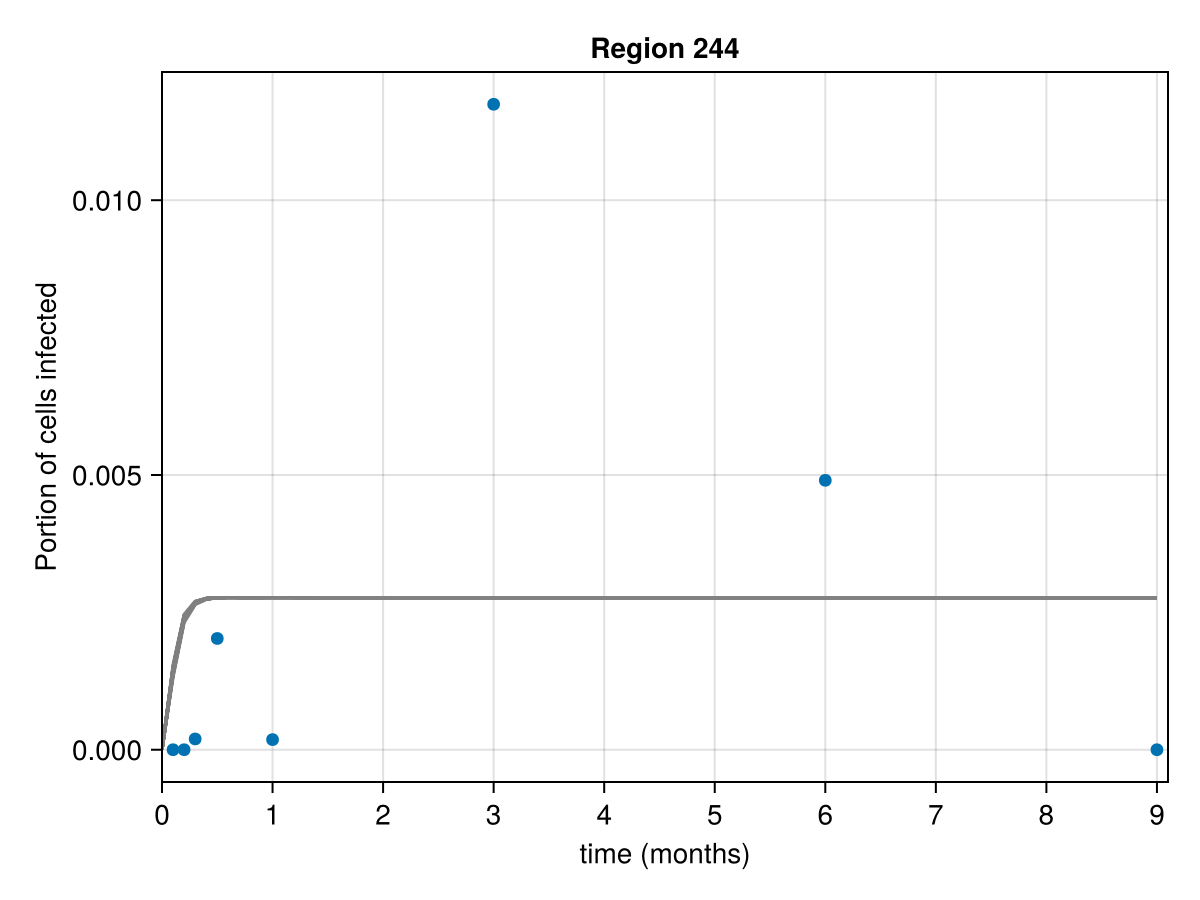 Region 244
0.010
0.005
0.000
Portion of cells infected
0 1 2 3 4 5 6 7 8 9
time (months)